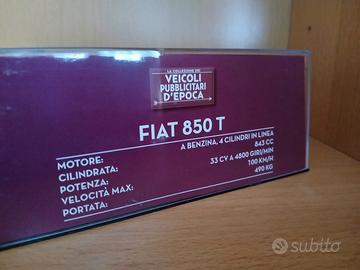 LA COLLEZIONE DEI
VEICOLI
PUBBLICITARI
D'EPOCA
FIAT 850 T
MOTORE: A BENZINA, 4 CILINDRI IN LINEA
CILINDRATA: 843 CC
POTENZA: 33 CV A 4800 GIRI/MIN
VELOCITÀ MAX: 100 KM/H
PORTATA: 490 KG
subito